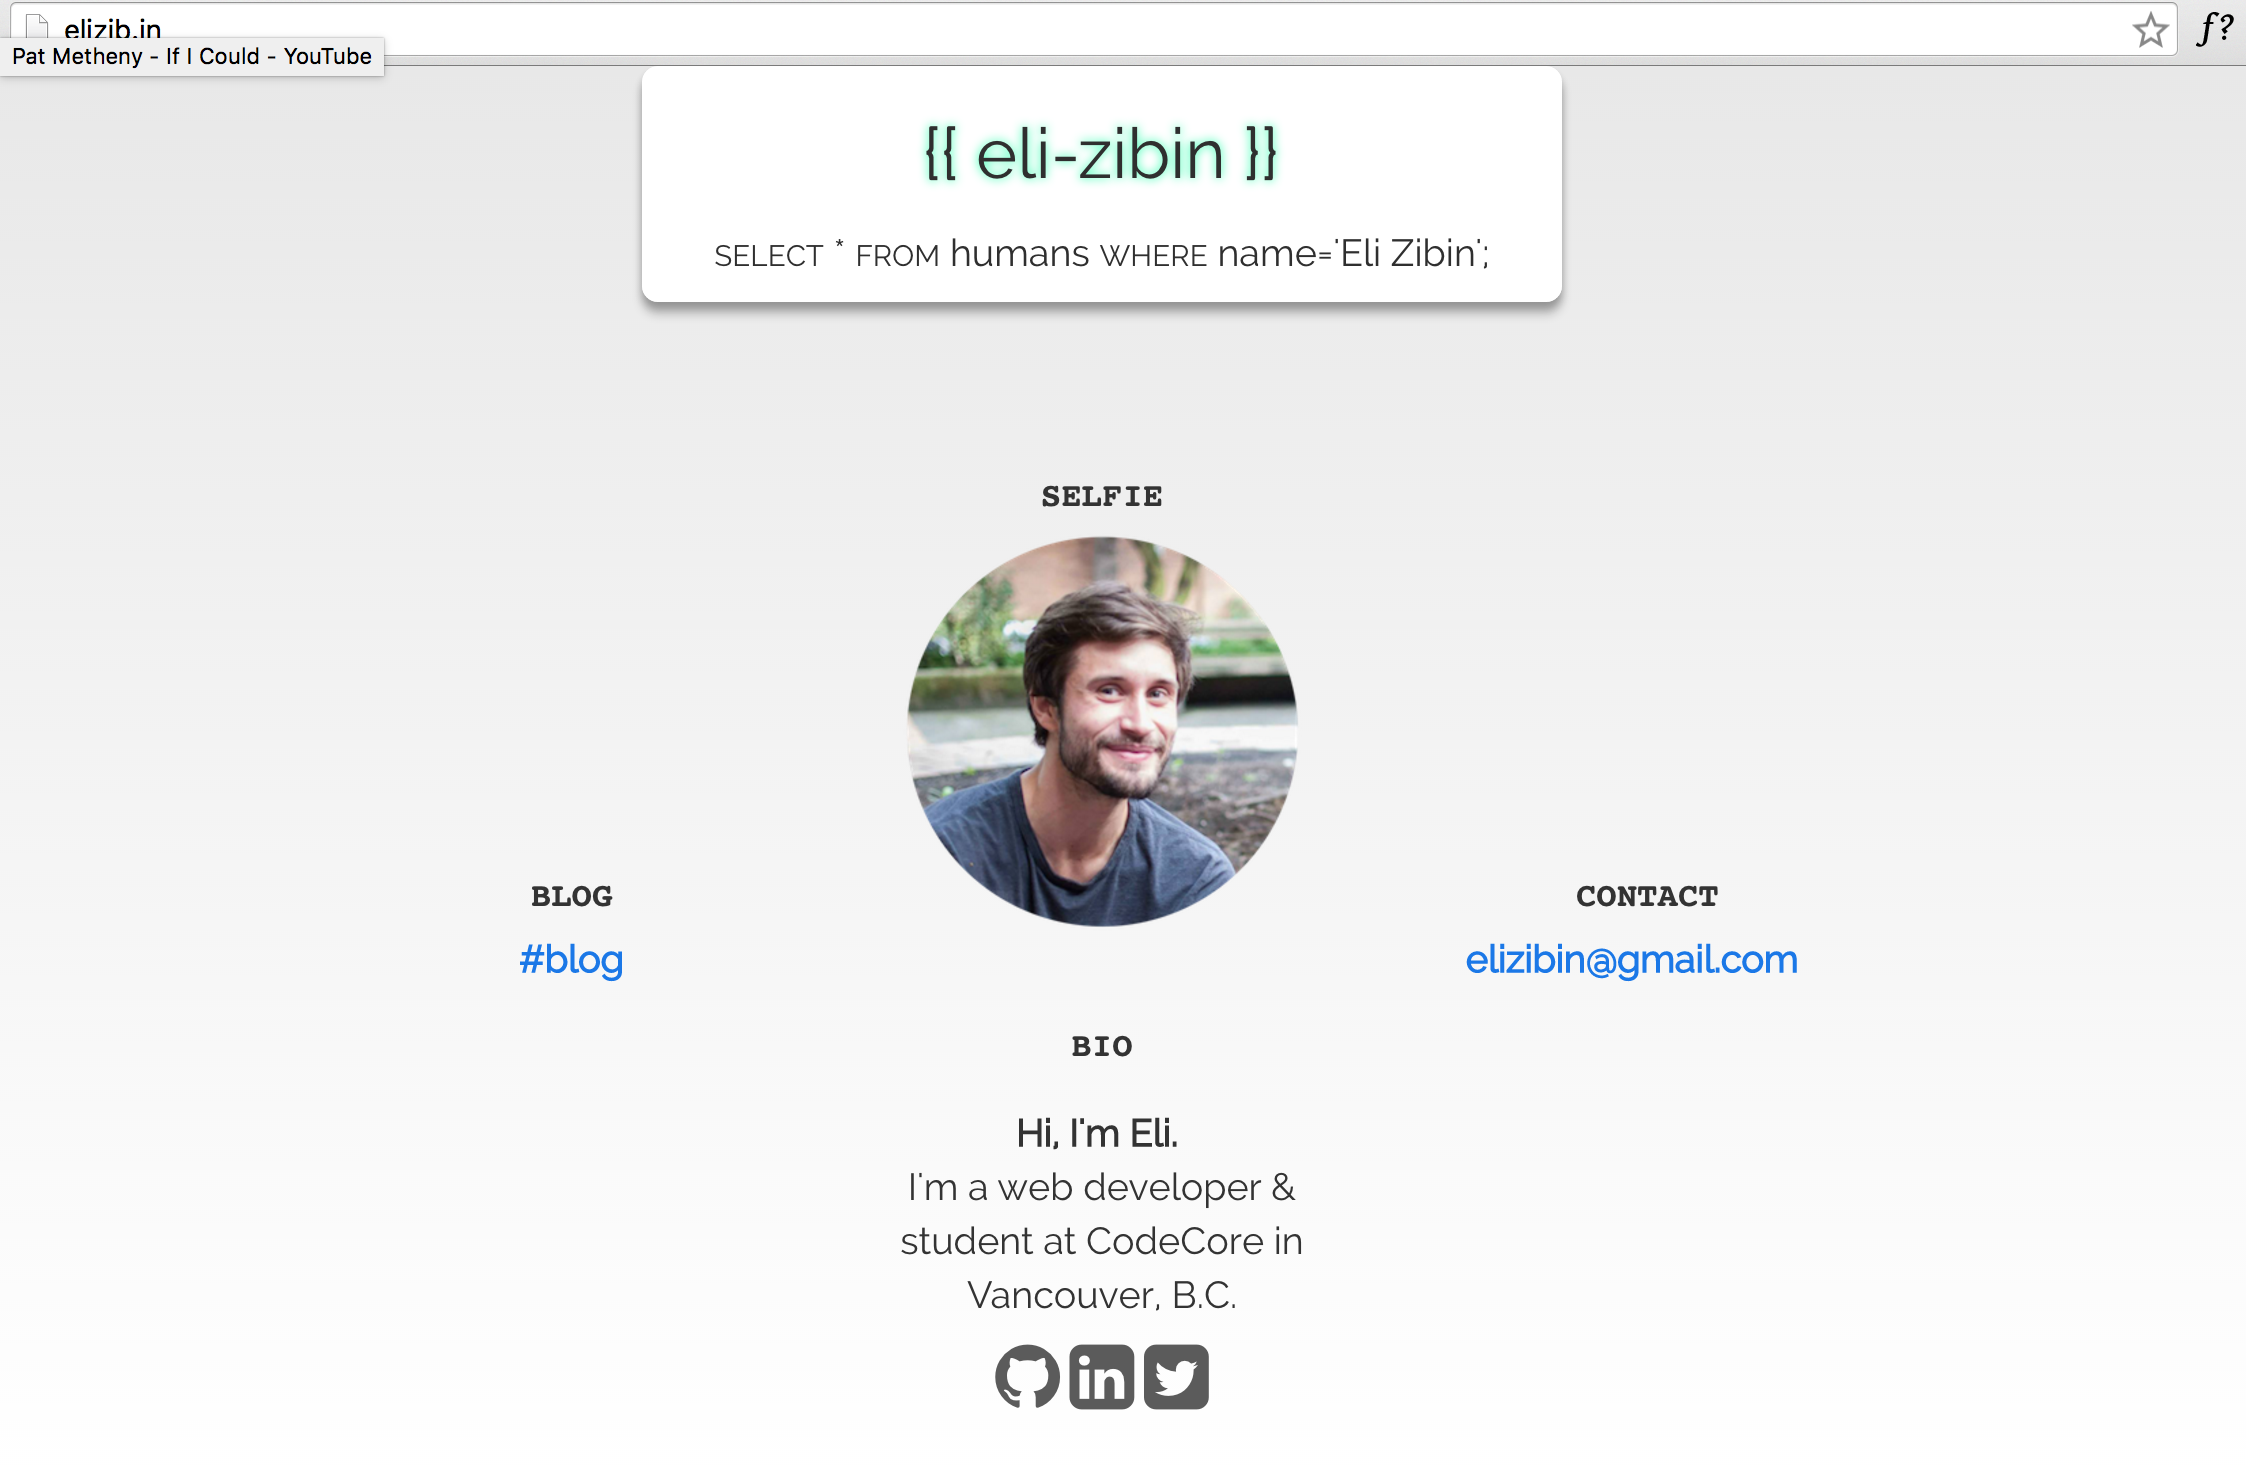 elizib.in
f?
Pat Metheny - If I Could - YouTube
{{ eli-zibin }}
SELECT * FROM humans WHERE name='Eli Zibin';
SELFIE
BLOG
#blog
CONTACT
elizibin@gmail.com
BIO
Hi, I'm Eli.
I'm a web developer &
student at CodeCore in
Vancouver, B.C.
in